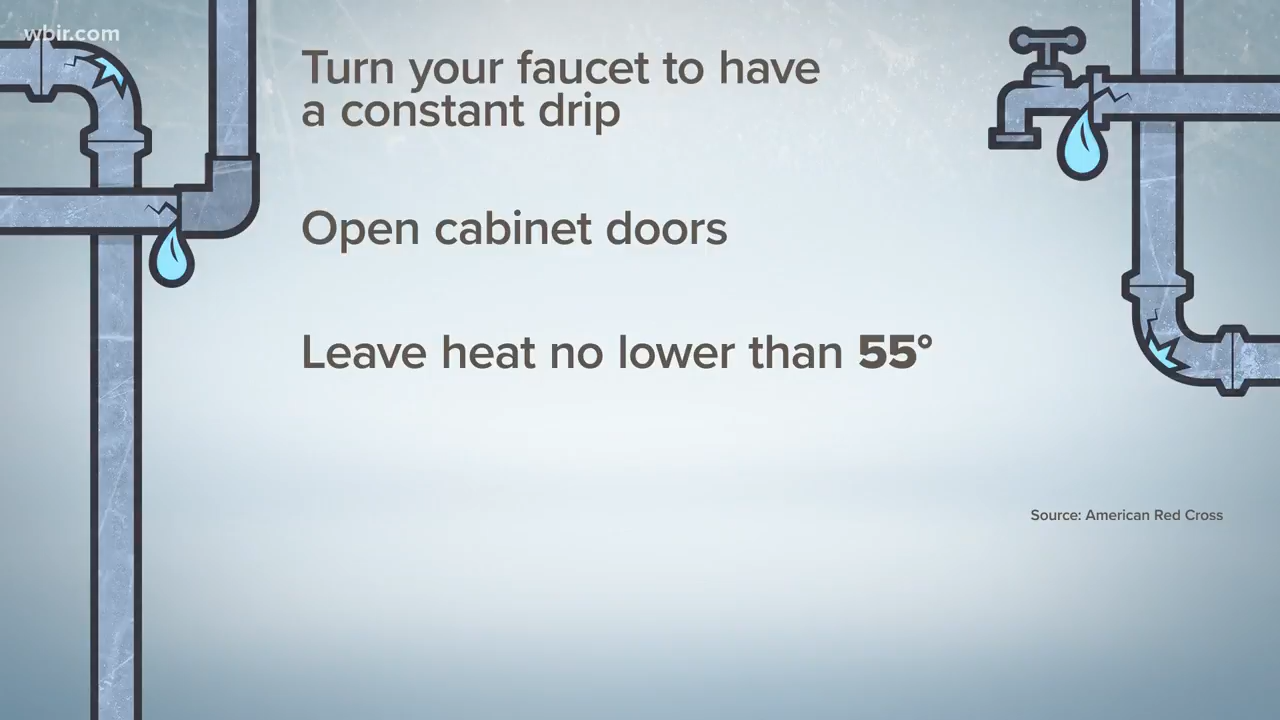 wbir.com
Turn your faucet to have
a constant drip
Open cabinet doors
Leave heat no lower than 55°
Source: American Red Cross